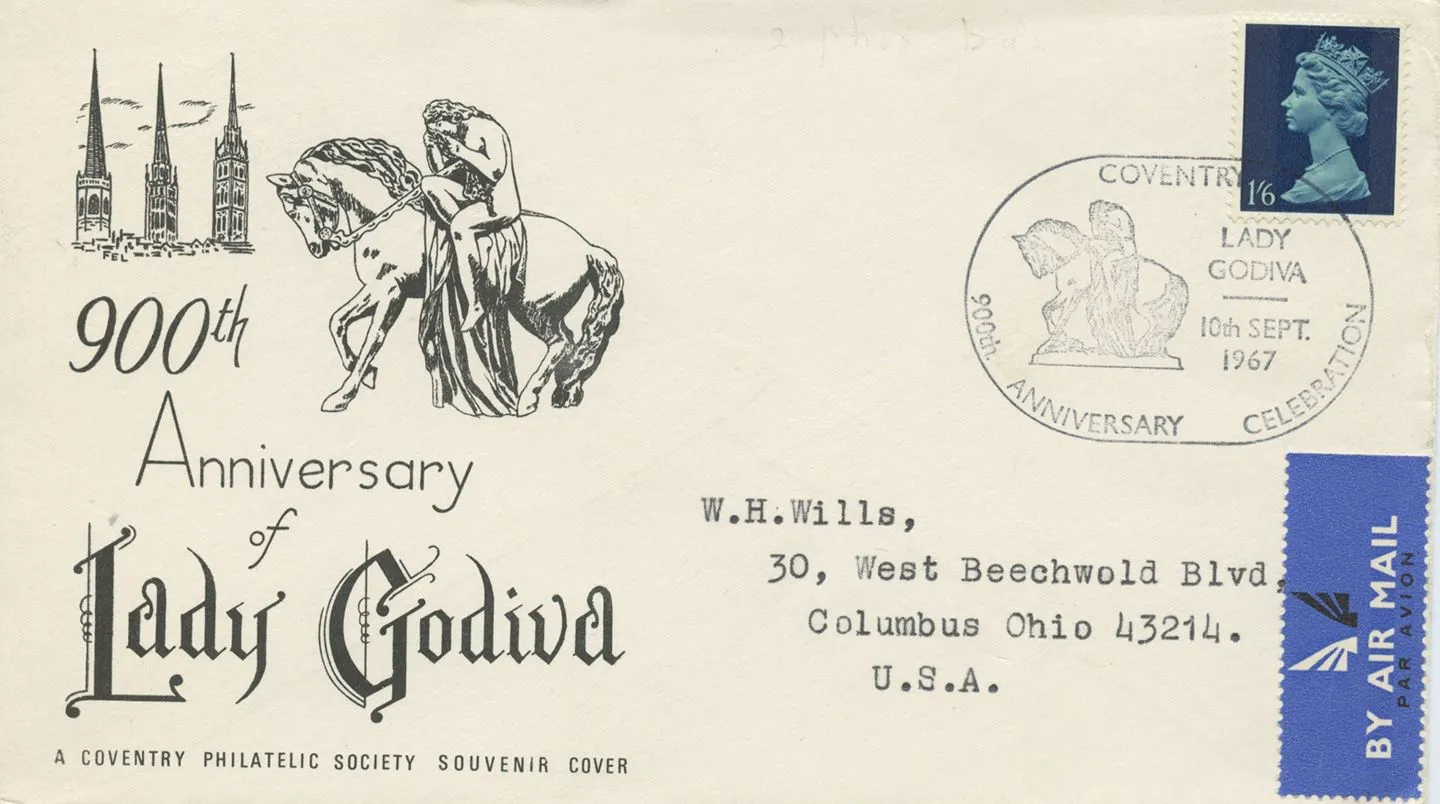 FEL
900th
Anniversary
of
Lady Godiva
A COVENTRY PHILATELIC SOCIETY SOUVENIR COVER
1'6
COVENTRY
LADY
GODIVA
10th SEPT.
1967
900th. ANNIVERSARY CELEBRATION
W.H.Wills,
30, West Beechwold Blvd,
Columbus Ohio 43214.
U.S.A.
BY AIR MAIL
PAR AVION